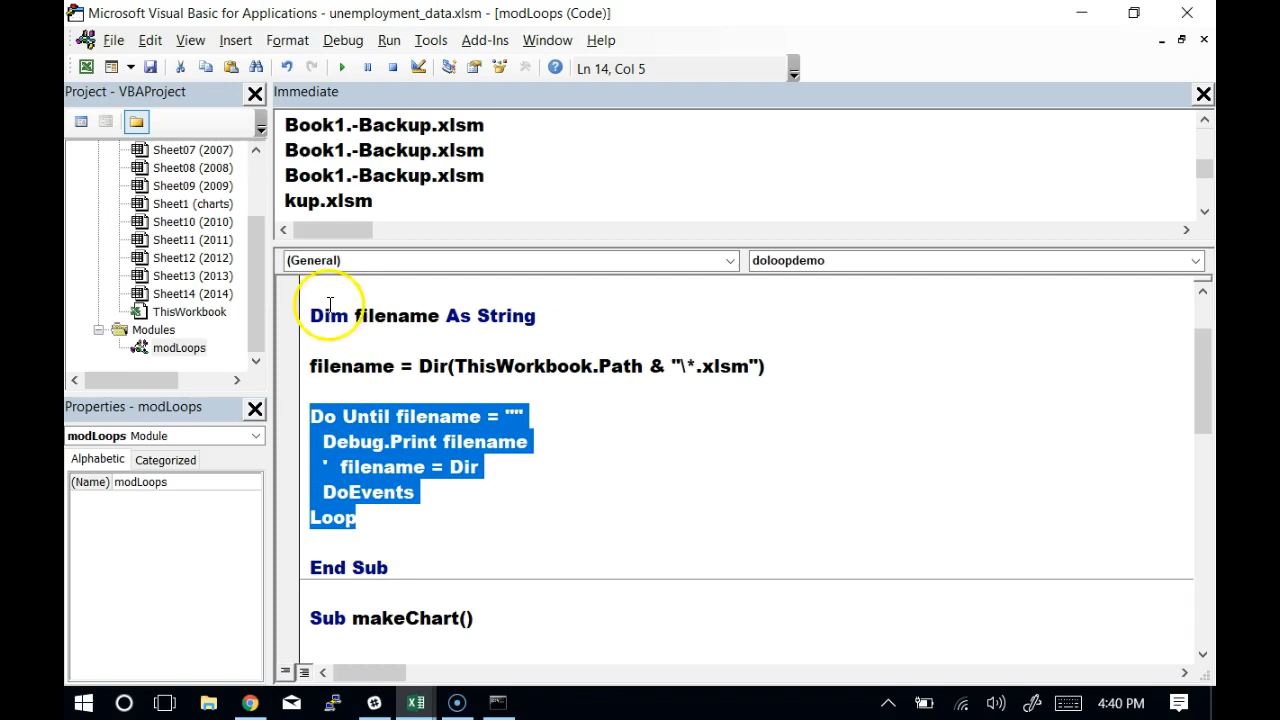 Microsoft Visual Basic for Applications - unemployment_data.xlsm - [modLoops (Code)]
File Edit View Insert Format Debug Run Tools Add-Ins Window Help
Ln 14, Col 5
Project - VBAProject
Immediate
Sheet07 (2007)
Sheet08 (2008)
Sheet09 (2009)
Sheet1 (charts)
Sheet10 (2010)
Sheet11 (2011)
Sheet12 (2012)
Sheet13 (2013)
Sheet14 (2014)
ThisWorkbook
Modules
modLoops
Properties - modLoops
modLoops Module
Alphabetic Categorized
(Name) modLoops
Book1.-Backup.xlsm
Book1.-Backup.xlsm
Book1.-Backup.xlsm
kup.xlsm
(General) doloopdemo
Dim filename As String
filename = Dir(ThisWorkbook.Path & "\*.xlsm")
Do Until filename = ""
Debug.Print filename
' filename = Dir
DoEvents
Loop
End Sub
Sub makeChart()
4:40 PM